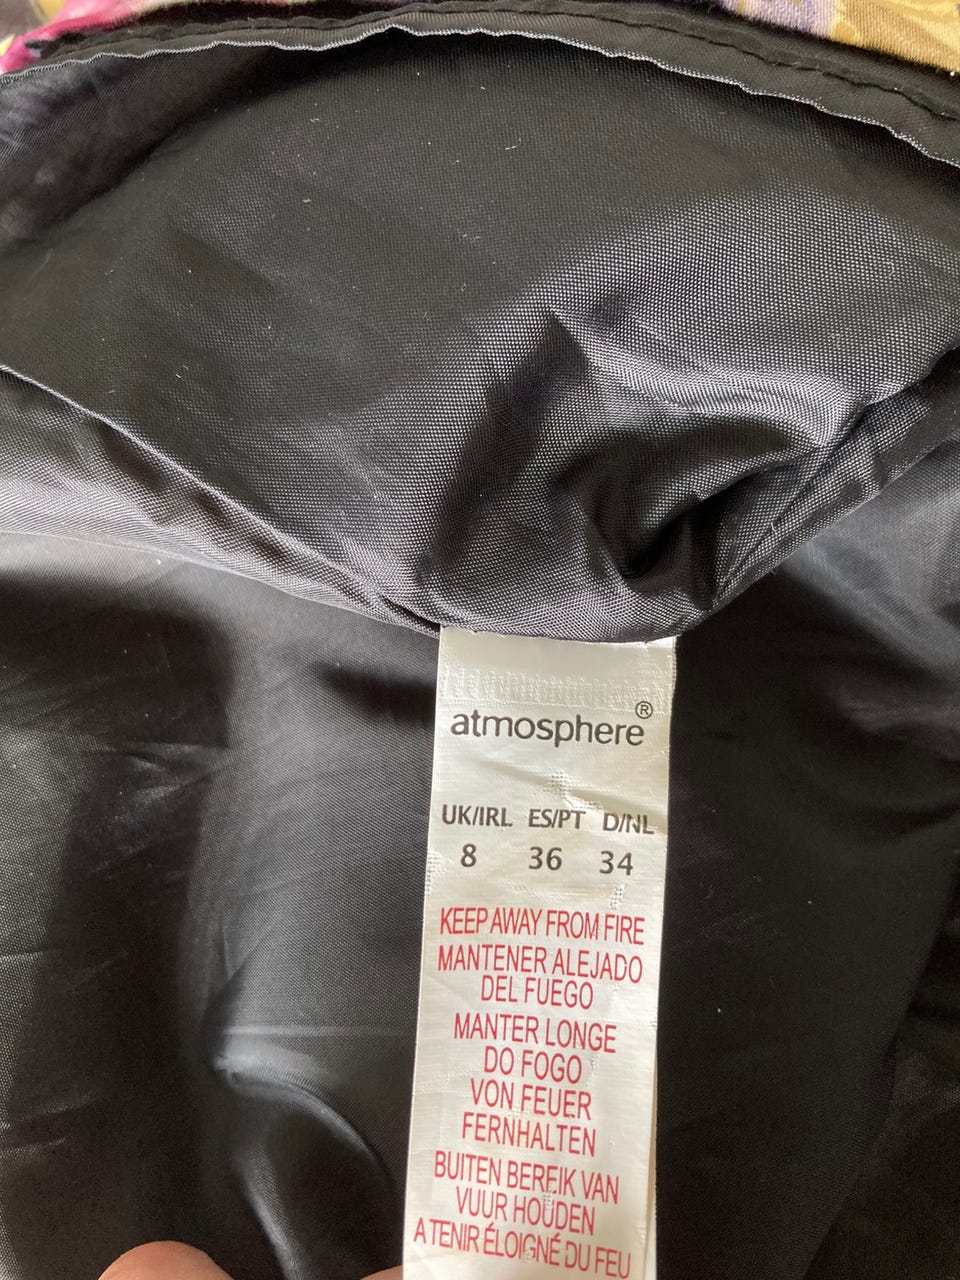 atmosphere®
UK/IRL ES/PT D/NL
8 36 34
KEEP AWAY FROM FIRE
MANTENER ALEJADO
DEL FUEGO
MANTER LONGE
DO FOGO
VON FEUER
FERNHALTEN
BUITEN BEREIK VAN
VUUR HOUDEN
A TENIR ÉLOIGNÉ DU FEU